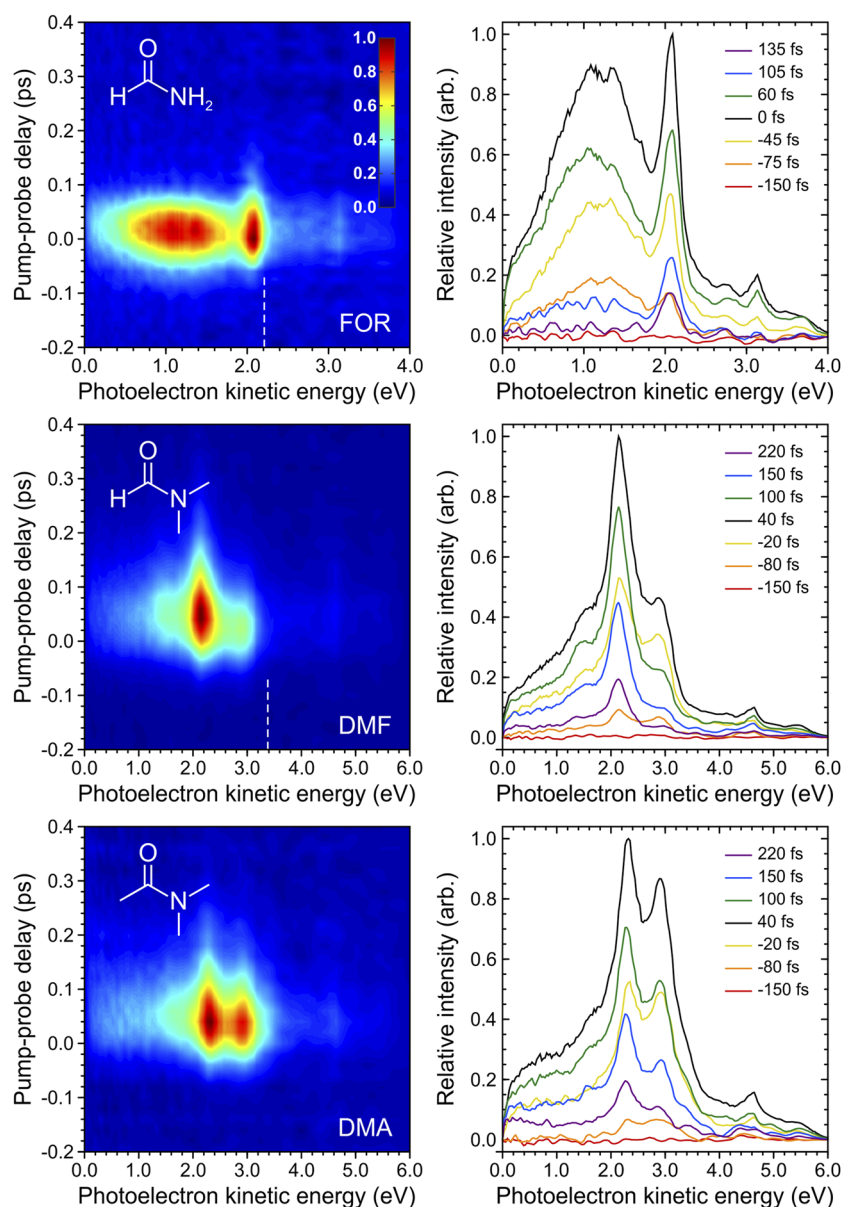 0.4
0.3
0.2
0.1
0.0
-0.1
-0.2
Pump-probe delay (ps)
O
H
NH2
1.0
0.8
0.6
0.4
0.2
0.0
FOR
0.0 1.0 2.0 3.0 4.0
Photoelectron kinetic energy (eV)
1.0
0.8
0.6
0.4
0.2
0.0
Relative intensity (arb.)
135 fs
105 fs
60 fs
0 fs
-45 fs
-75 fs
-150 fs
0.0 1.0 2.0 3.0 4.0
Photoelectron kinetic energy (eV)
0.4
0.3
0.2
0.1
0.0
-0.1
-0.2
Pump-probe delay (ps)
O
H
N
DMF
0.0 1.0 2.0 3.0 4.0 5.0 6.0
Photoelectron kinetic energy (eV)
1.0
0.8
0.6
0.4
0.2
0.0
Relative intensity (arb.)
220 fs
150 fs
100 fs
40 fs
-20 fs
-80 fs
-150 fs
0.0 1.0 2.0 3.0 4.0 5.0 6.0
Photoelectron kinetic energy (eV)
0.4
0.3
0.2
0.1
0.0
-0.1
-0.2
Pump-probe delay (ps)
O
N
DMA
0.0 1.0 2.0 3.0 4.0 5.0 6.0
Photoelectron kinetic energy (eV)
1.0
0.8
0.6
0.4
0.2
0.0
Relative intensity (arb.)
220 fs
150 fs
100 fs
40 fs
-20 fs
-80 fs
-150 fs
0.0 1.0 2.0 3.0 4.0 5.0 6.0
Photoelectron kinetic energy (eV)